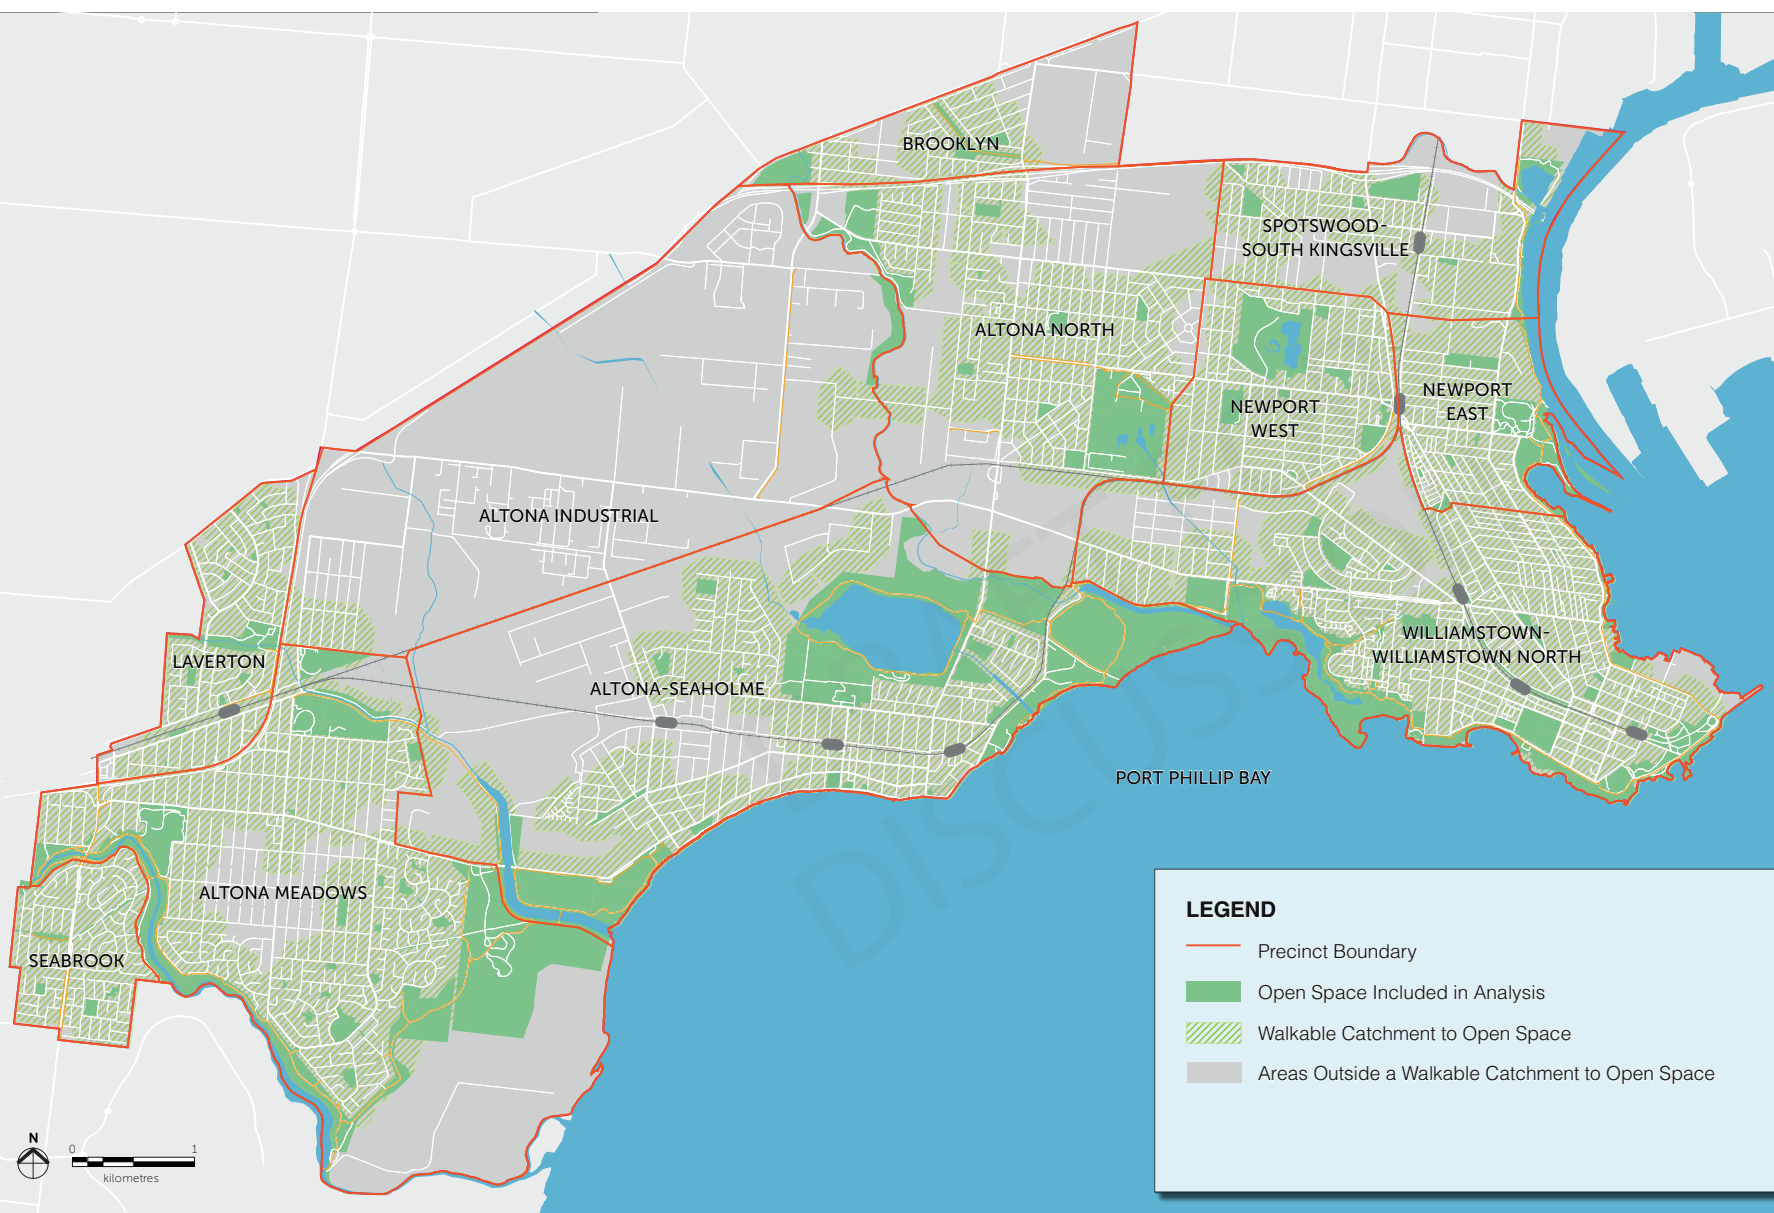 BROOKLYN
SPOTSWOOD-
SOUTH KINGSVILLE
ALTONA NORTH
NEWPORT
WEST
NEWPORT
EAST
ALTONA INDUSTRIAL
WILLIAMSTOWN-
WILLIAMSTOWN NORTH
LAVERTON
ALTONA-SEAHOLME
PORT PHILLIP BAY
ALTONA MEADOWS
SEABROOK
LEGEND
Precinct Boundary
Open Space Included in Analysis
Walkable Catchment to Open Space
Areas Outside a Walkable Catchment to Open Space
N
0 1
kilometres